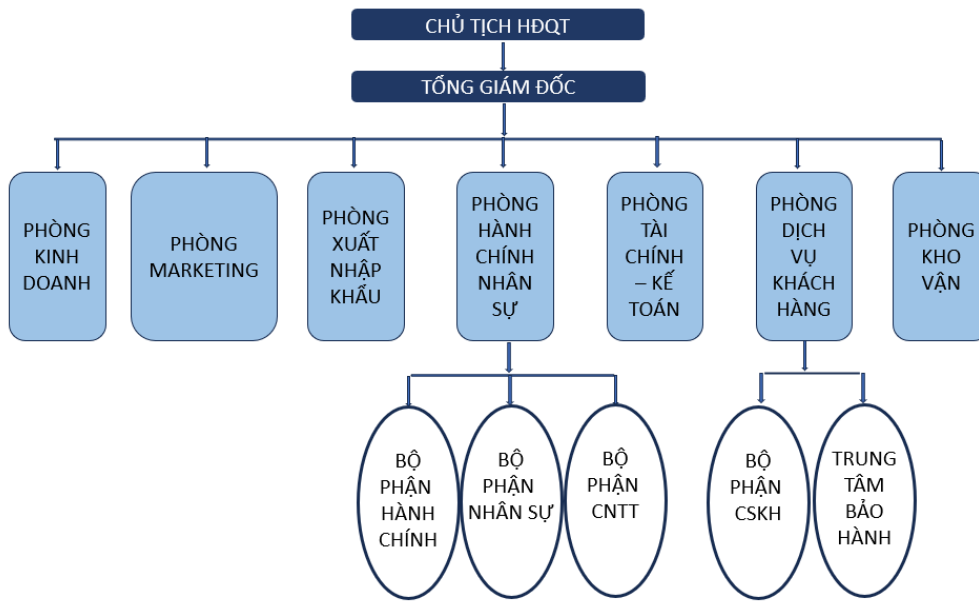 CHỦ TỊCH HĐQT
TỔNG GIÁM ĐỐC
PHÒNG
KINH
DOANH
PHÒNG
MARKETING
PHÒNG
XUẤT
NHẬP
KHẨU
PHÒNG
HÀNH
CHÍNH
NHÂN
SỰ
PHÒNG
TÀI
CHÍNH
– KẾ
TOÁN
PHÒNG
DỊCH
VỤ
KHÁCH
HÀNG
PHÒNG
KHO
VẬN
BỘ
PHẬN
HÀNH
CHÍNH
BỘ
PHẬN
NHÂN SỰ
BỘ
PHẬN
CNTT
BỘ
PHẬN
CSKH
TRUNG
TÂM
BẢO
HÀNH